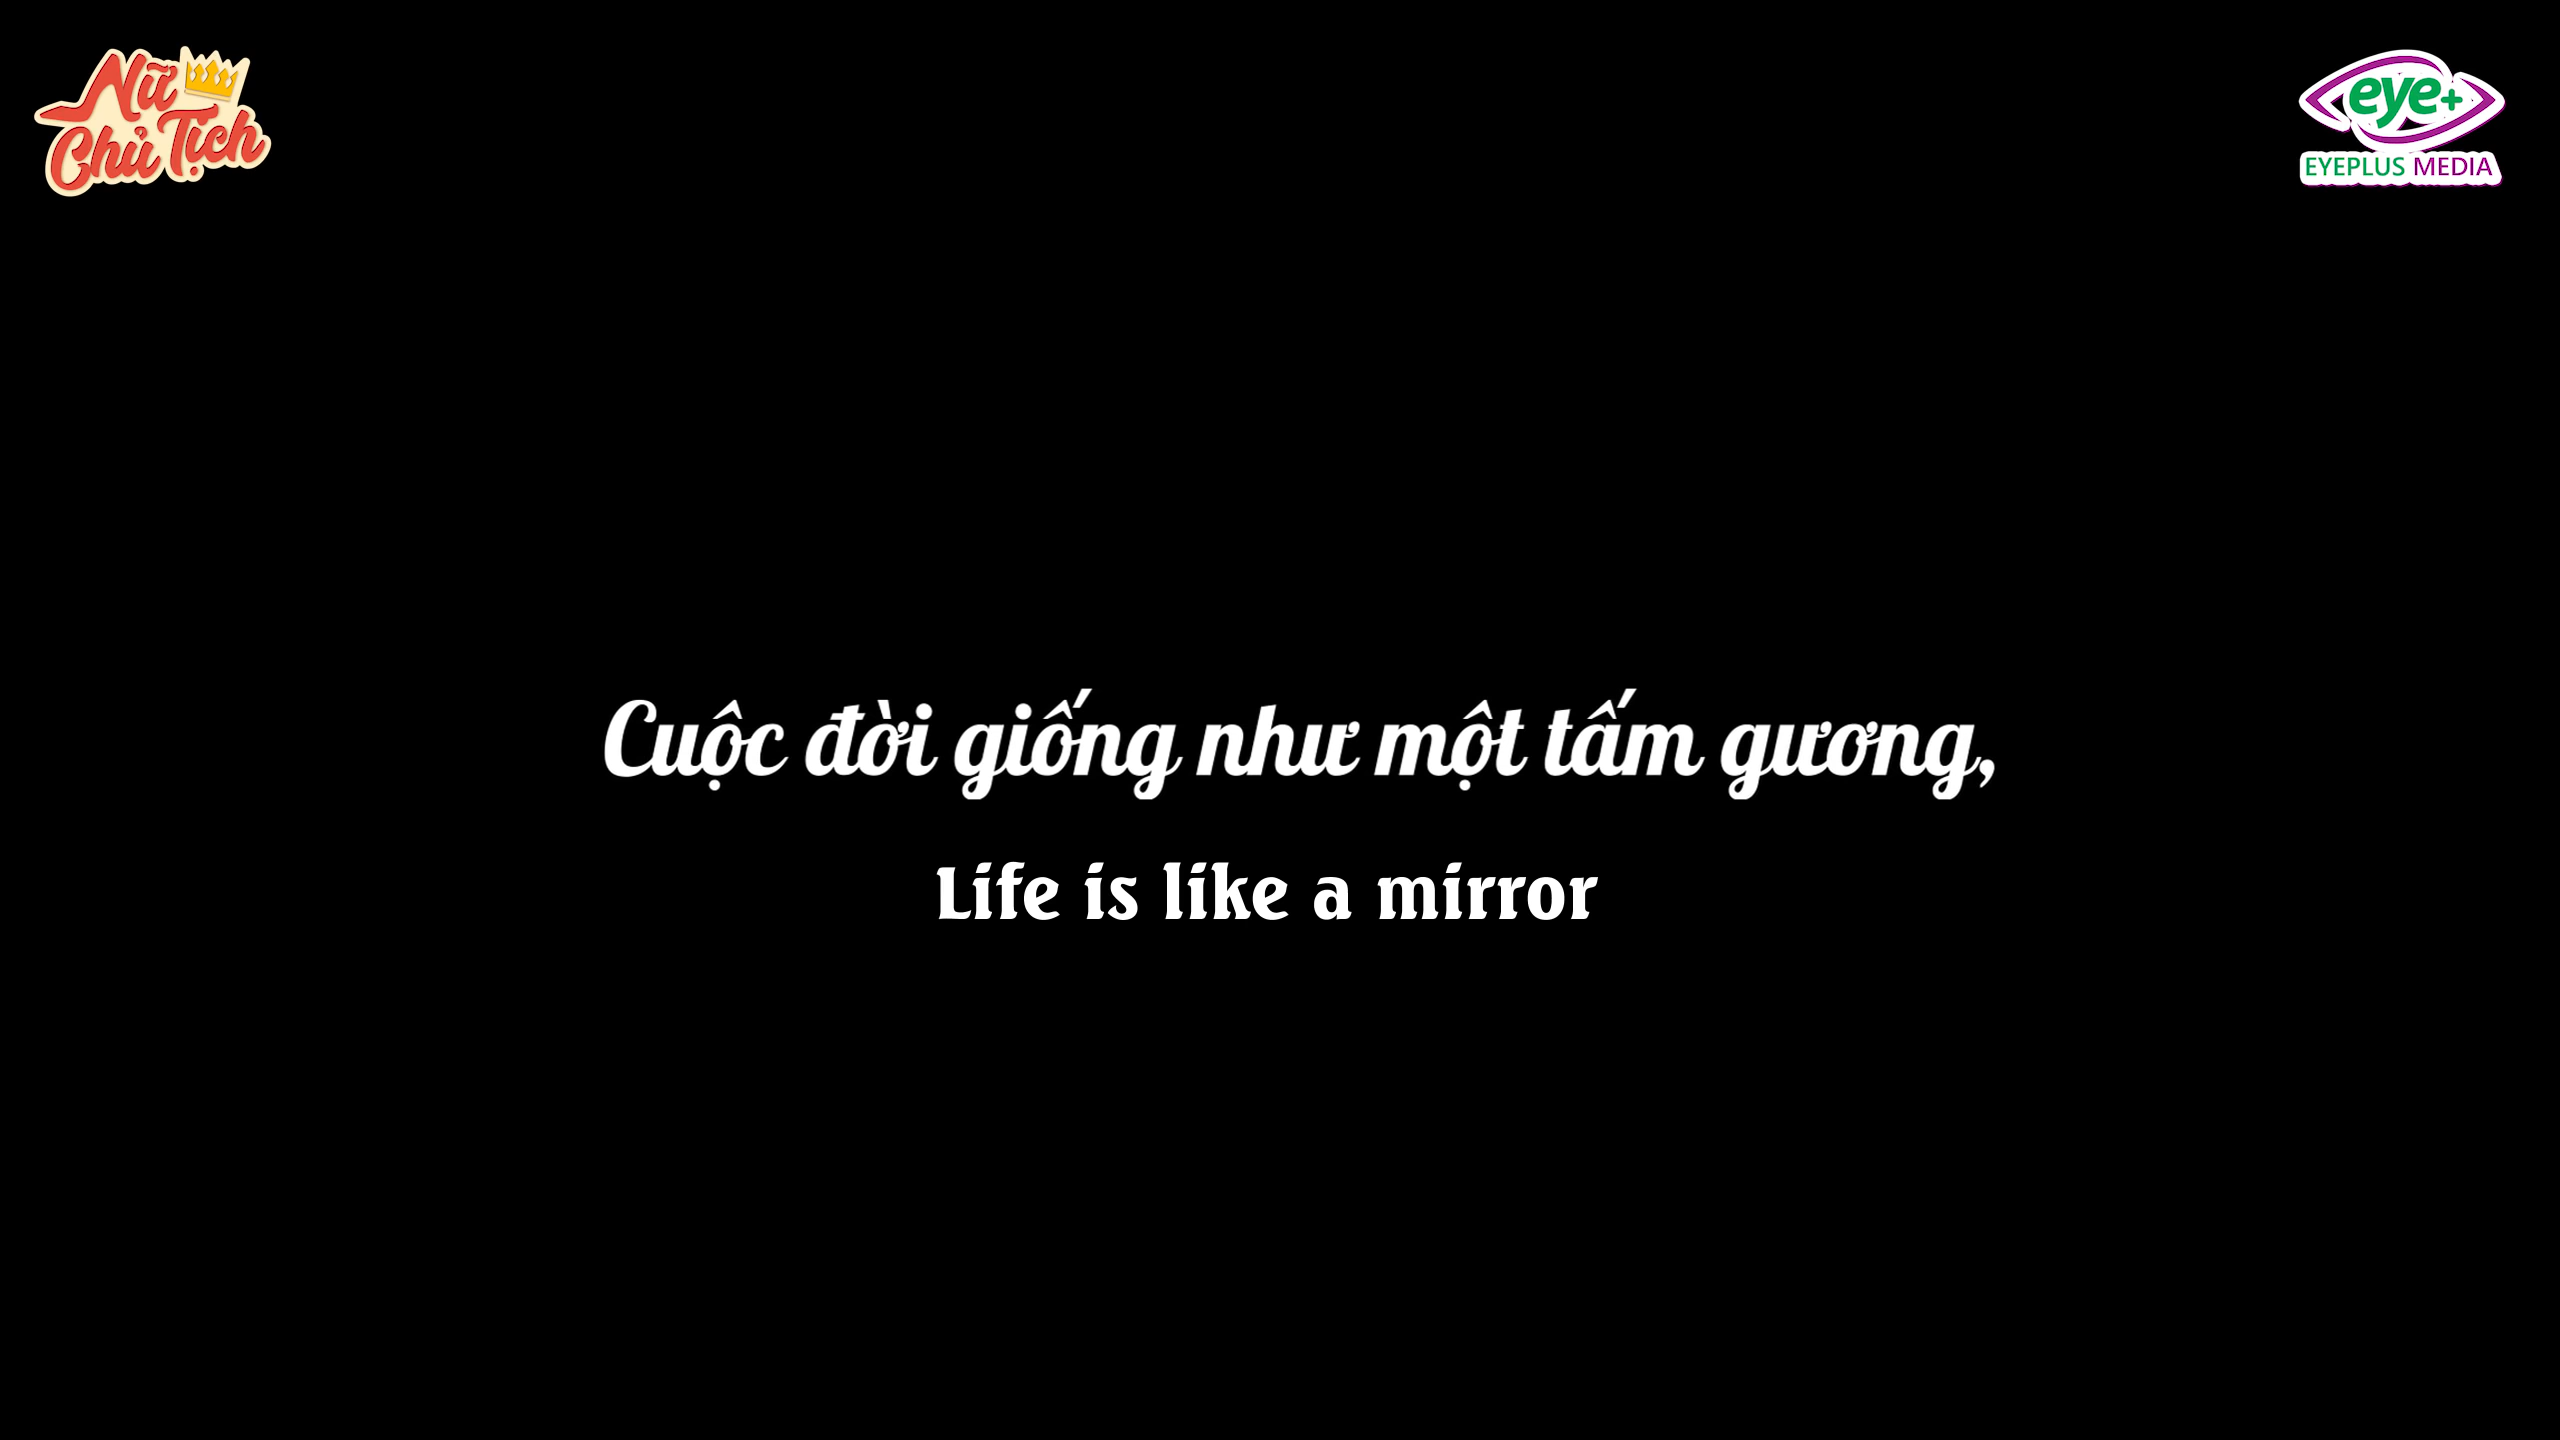 Nữ
Chủ Tịch
eye+
EYEPLUS MEDIA
Cuộc đời giống như một tấm gương,
Life is like a mirror